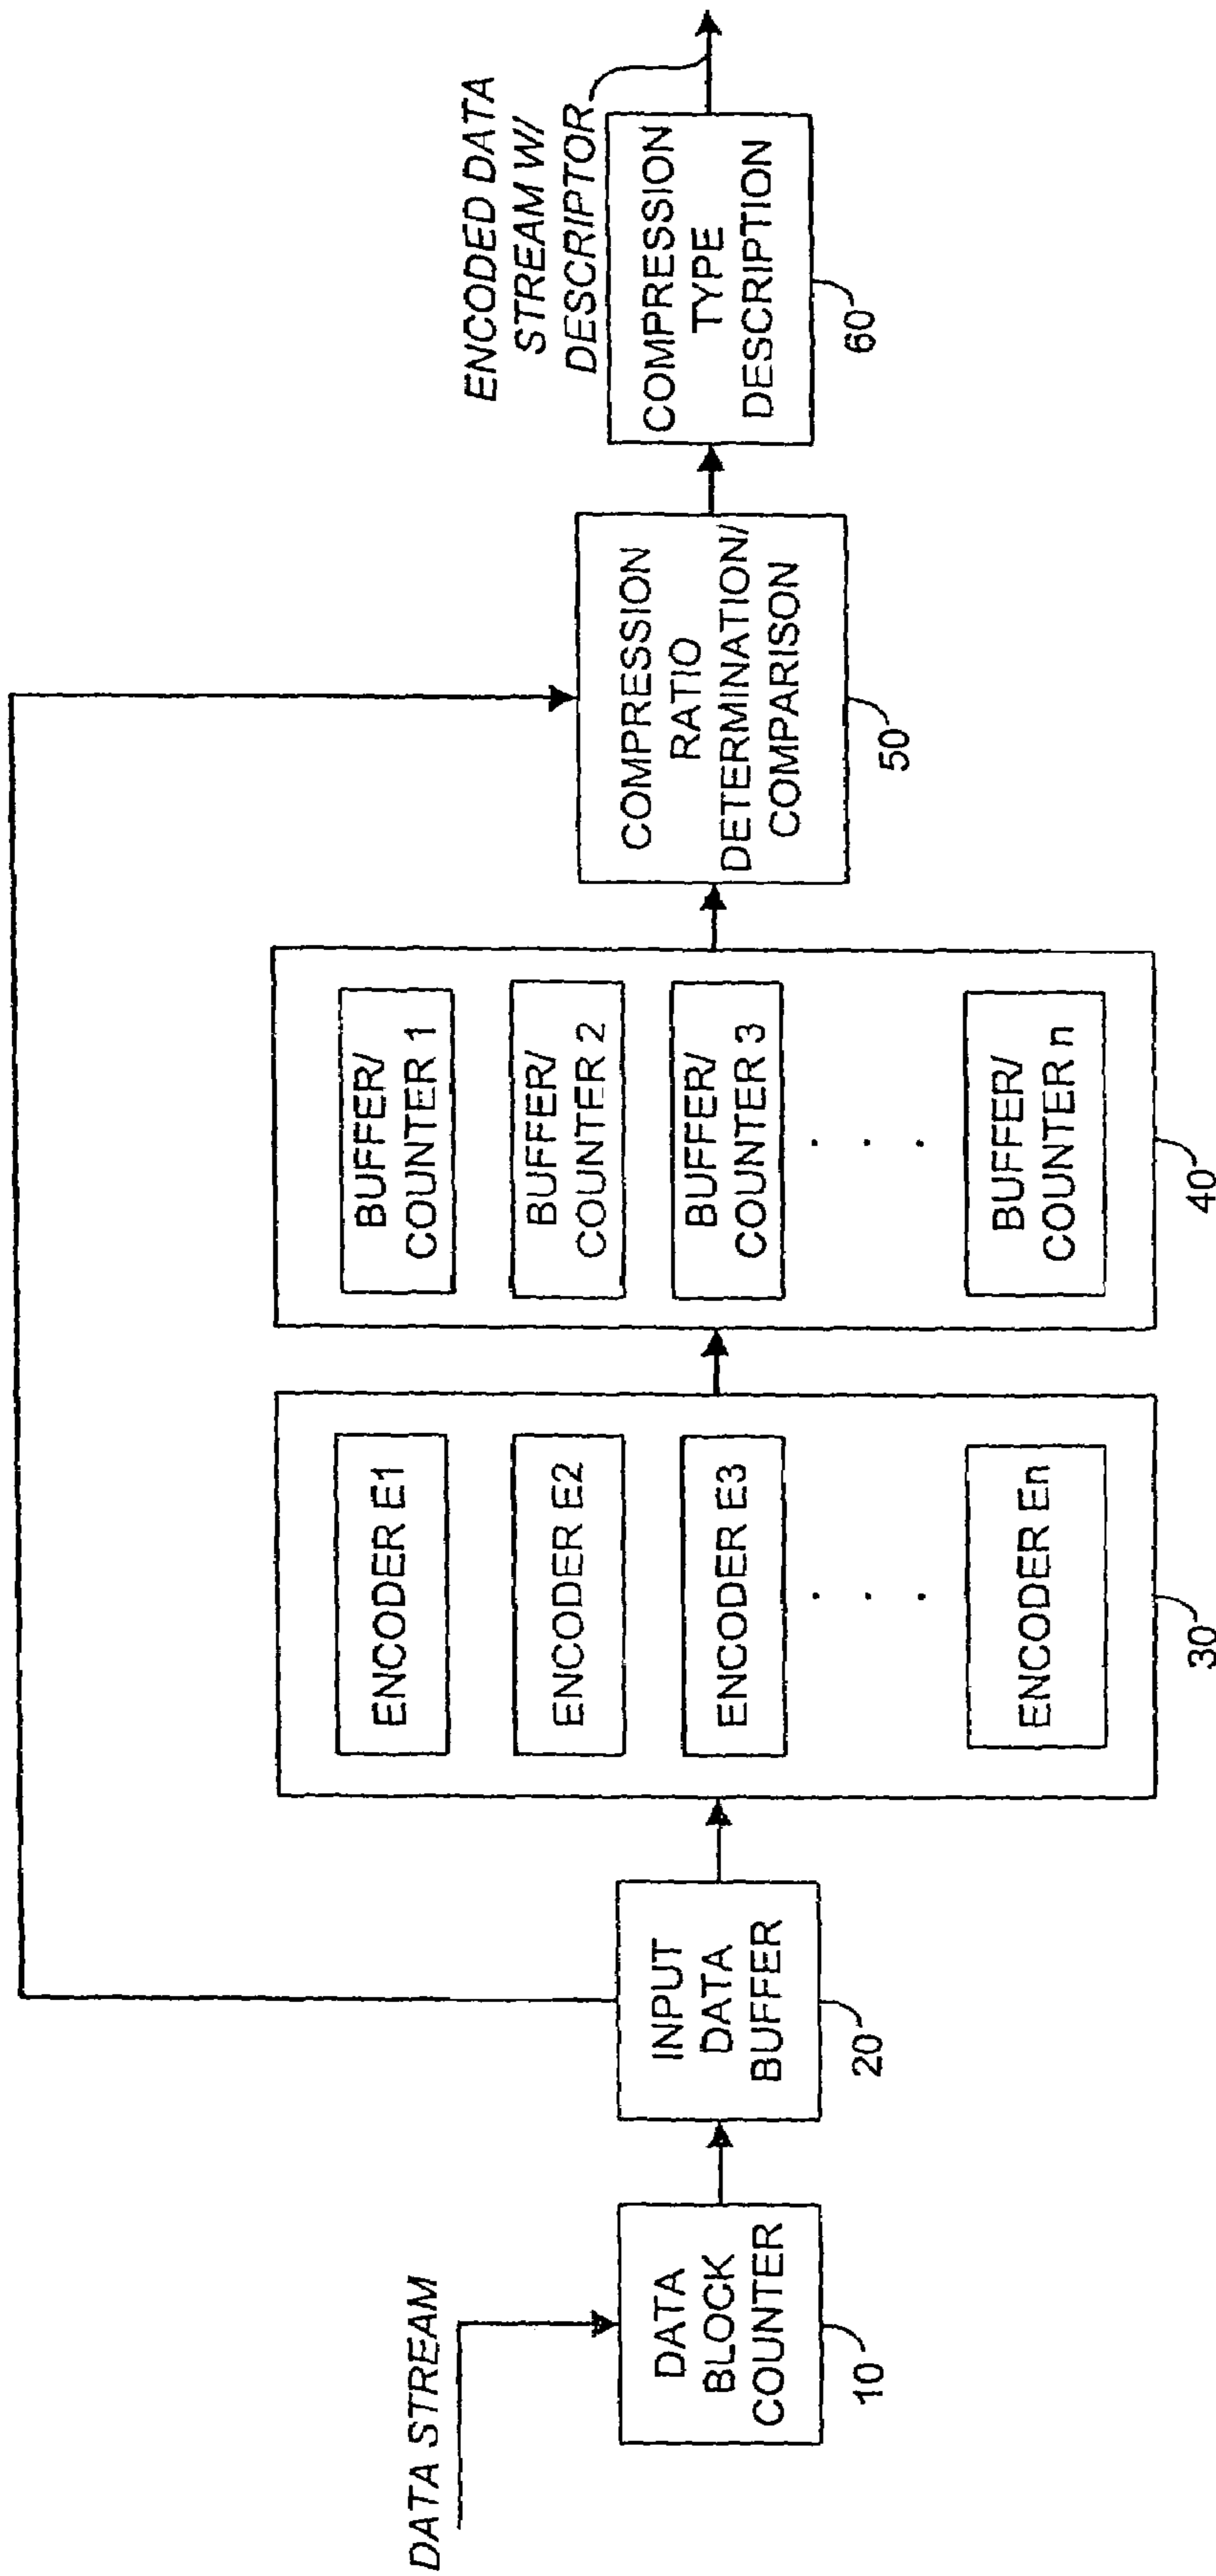 DATA STREAM
DATA
BLOCK
COUNTER
10
INPUT
DATA
BUFFER
20
ENCODER E1
ENCODER E2
ENCODER E3
. . .
ENCODER En
30
BUFFER/
COUNTER 1
BUFFER/
COUNTER 2
BUFFER/
COUNTER 3
. . .
BUFFER/
COUNTER n
40
COMPRESSION
RATIO
DETERMINATION/
COMPARISON
50
COMPRESSION
TYPE
DESCRIPTION
60
ENCODED DATA
STREAM W/
DESCRIPTOR